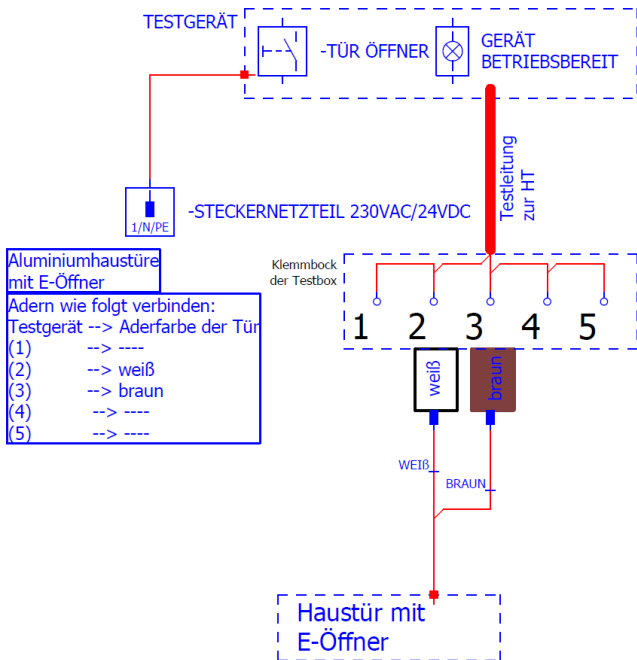 TESTGERÄT
-TÜR ÖFFNER
GERÄT
BETRIEBSBEREIT
Testleitung
zur HT
1/N/PE
-STECKERNETZTEIL 230VAC/24VDC
Aluminiumhaustüre
mit E-Öffner
Klemmbock
der Testbox
1 2 3 4 5
Adern wie folgt verbinden:
Testgerät --> Aderfarbe der Tür
(1) --> ----
(2) --> weiß
(3) --> braun
(4) --> ----
(5) --> ----
weiß
braun
WEIß
BRAUN
Haustür mit
E-Öffner